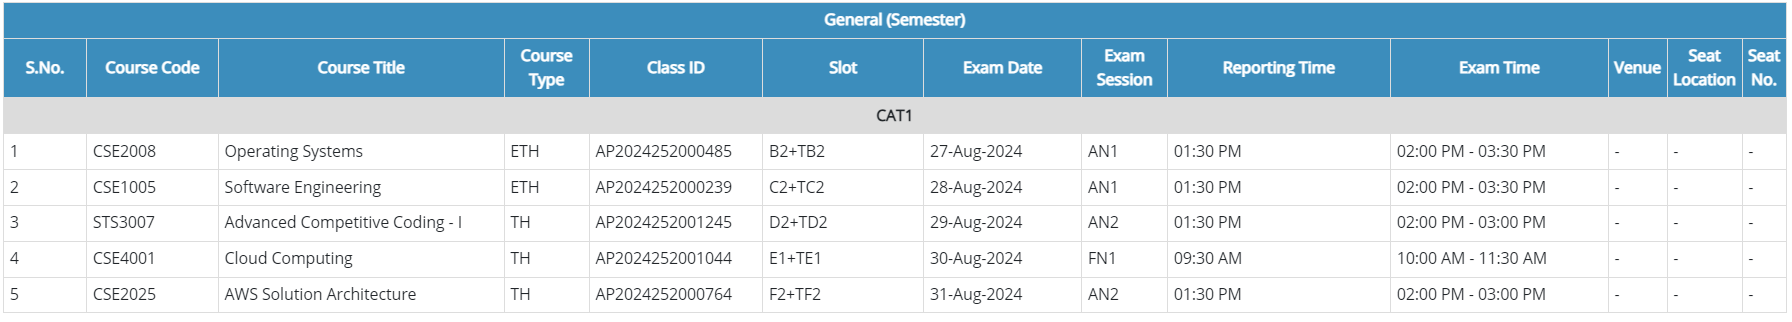 General (Semester)
S.No. Course Code Course Title Course Type Class ID Slot Exam Date Exam Session Reporting Time Exam Time Venue Seat Location Seat No.
CAT1
1 CSE2008 Operating Systems ETH AP2024252000485 B2+TB2 27-Aug-2024 AN1 01:30 PM 02:00 PM - 03:30 PM - - -
2 CSE1005 Software Engineering ETH AP2024252000239 C2+TC2 28-Aug-2024 AN1 01:30 PM 02:00 PM - 03:30 PM - - -
3 STS3007 Advanced Competitive Coding - I TH AP2024252001245 D2+TD2 29-Aug-2024 AN2 01:30 PM 02:00 PM - 03:00 PM - - -
4 CSE4001 Cloud Computing TH AP2024252001044 E1+TE1 30-Aug-2024 FN1 09:30 AM 10:00 AM - 11:30 AM - - -
5 CSE2025 AWS Solution Architecture TH AP2024252000764 F2+TF2 31-Aug-2024 AN2 01:30 PM 02:00 PM - 03:00 PM - - -